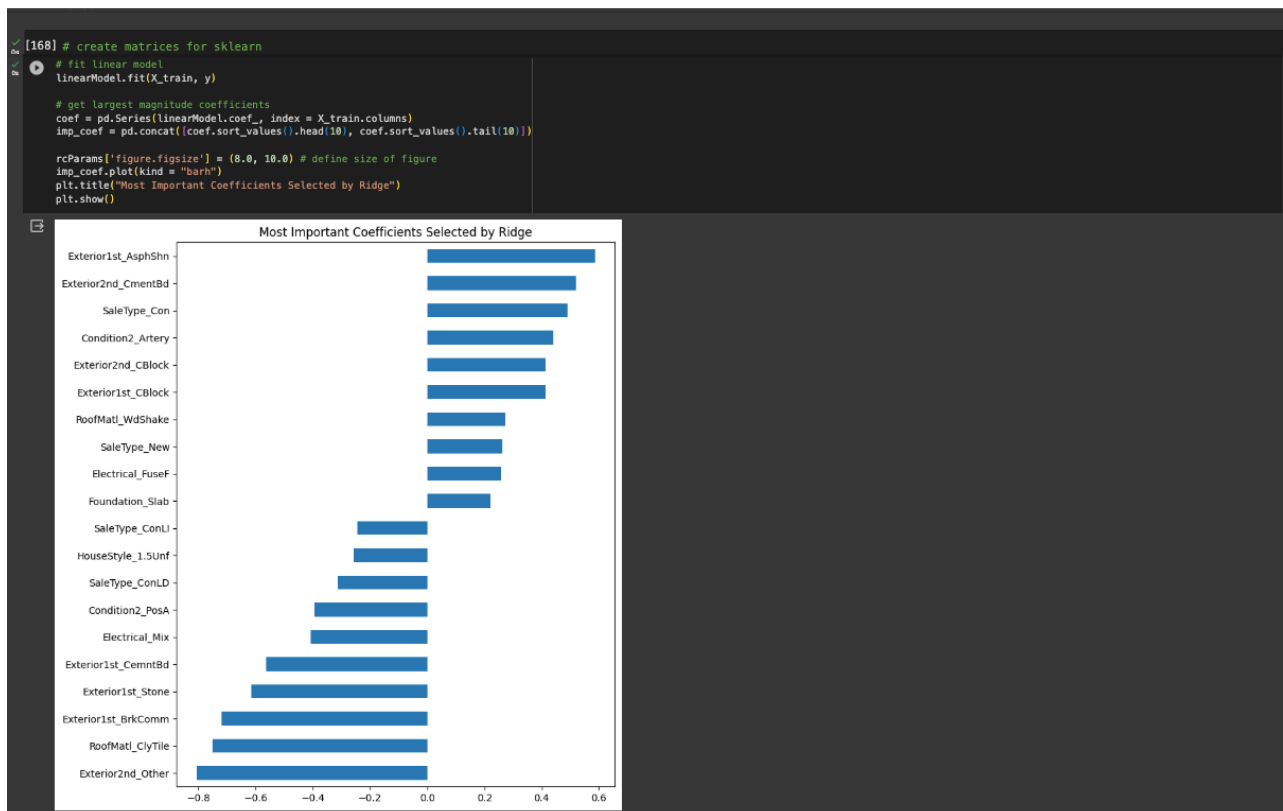 [168] # create matrices for sklearn
# fit linear model
linearModel.fit(X_train, y)
# get largest magnitude coefficients
coef = pd.Series(linearModel.coef_, index = X_train.columns)
imp_coef = pd.concat([coef.sort_values().head(10), coef.sort_values().tail(10)])
rcParams['figure.figsize'] = (8.0, 10.0) # define size of figure
imp_coef.plot(kind = "barh")
plt.title("Most Important Coefficients Selected by Ridge")
plt.show()
Most Important Coefficients Selected by Ridge
Exterior1st_AsphShn
Exterior2nd_CmentBd
SaleType_Con
Condition2_Artery
Exterior2nd_CBlock
Exterior1st_CBlock
RoofMatl_WdShake
SaleType_New
Electrical_FuseF
Foundation_Slab
SaleType_ConLI
HouseStyle_1.5Unf
SaleType_ConLD
Condition2_PosA
Electrical_Mix
Exterior1st_CemntBd
Exterior1st_Stone
Exterior1st_BrkComm
RoofMatl_ClyTile
Exterior2nd_Other
−0.8 −0.6 −0.4 −0.2 0.0 0.2 0.4 0.6